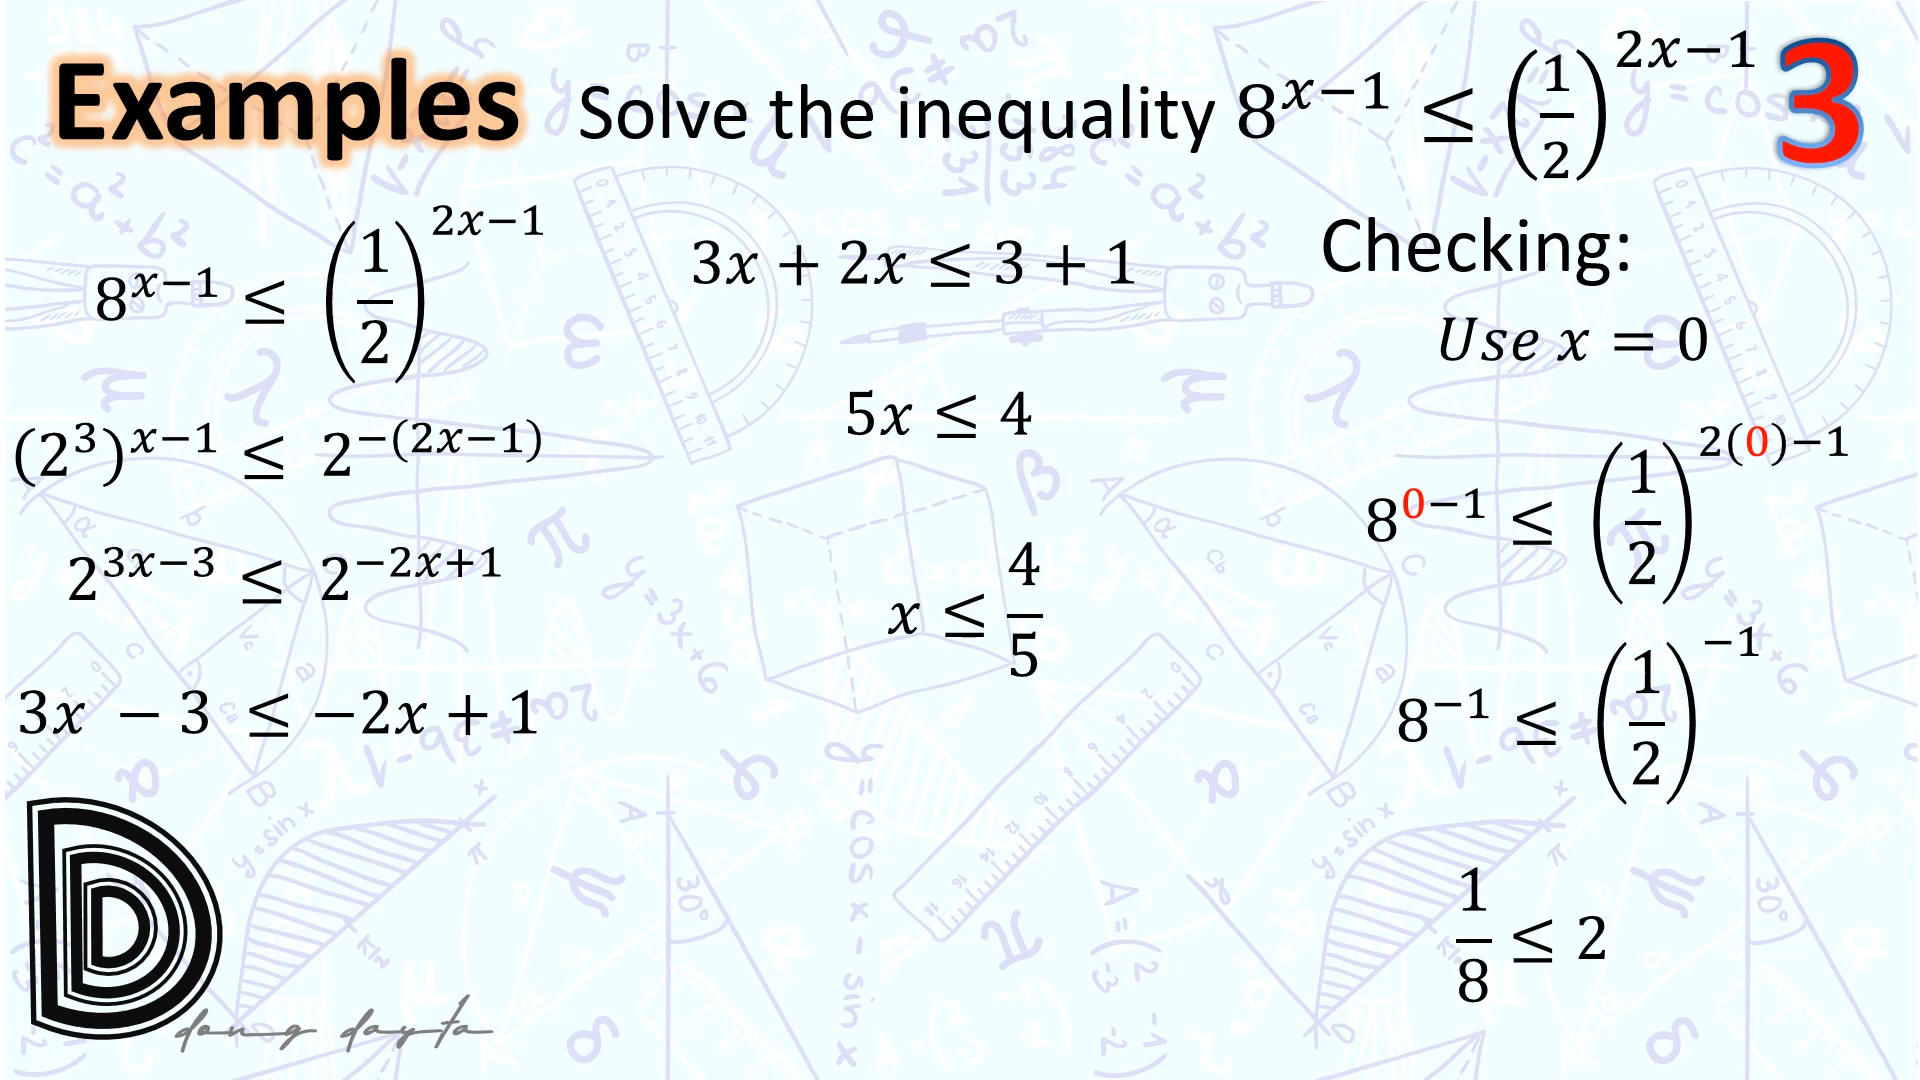 Examples
Solve the inequality 8^{x−1} ≤ (1/2)^{2x−1}
3
8^{x−1} ≤ (1/2)^{2x−1}
(2^3)^{x−1} ≤ 2^{−(2x−1)}
2^{3x−3} ≤ 2^{−2x+1}
3x − 3 ≤ −2x + 1
3x + 2x ≤ 3 + 1
5x ≤ 4
x ≤ 4/5
Checking:
Use x = 0
8^{0−1} ≤ (1/2)^{2(0)−1}
8^{−1} ≤ (1/2)^{−1}
1/8 ≤ 2
D
dong dayta